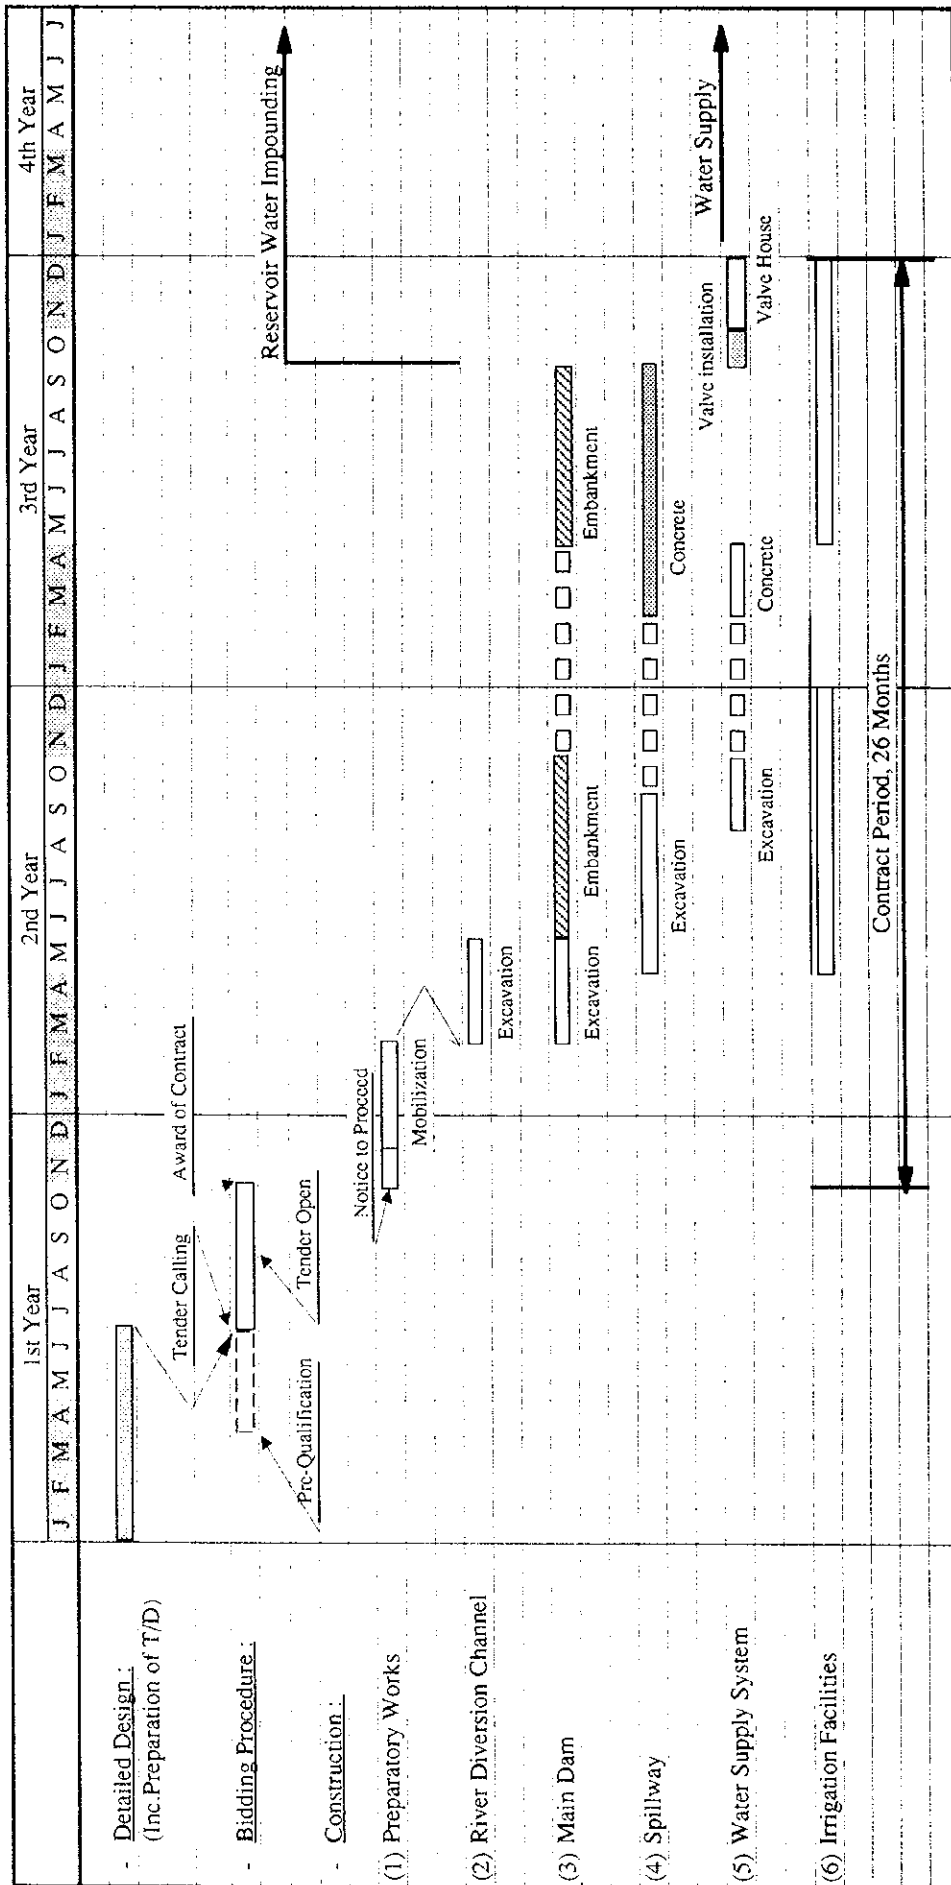 1st Year 2nd Year 3rd Year 4th Year
J F M A M J J A S O N D J F M A M J J A S O N D J F M A M J J A S O N D J F M A M J J
- Detailed Design :
(Inc.Preparation of T/D)
Tender Calling
Award of Contract
- Bidding Procedure :
Pre-Qualification
Tender Open
Reservoir Water Impounding
- Construction :
Notice to Proceed
(1) Preparatory Works
Mobilization
(2) River Diversion Channel
Excavation
(3) Main Dam
Excavation Embankment Embankment
(4) Spillway
Excavation Concrete
Valve installation
Water Supply
(5) Water Supply System
Excavation Concrete Valve House
(6) Irrigation Facilities
Contract Period, 26 Months